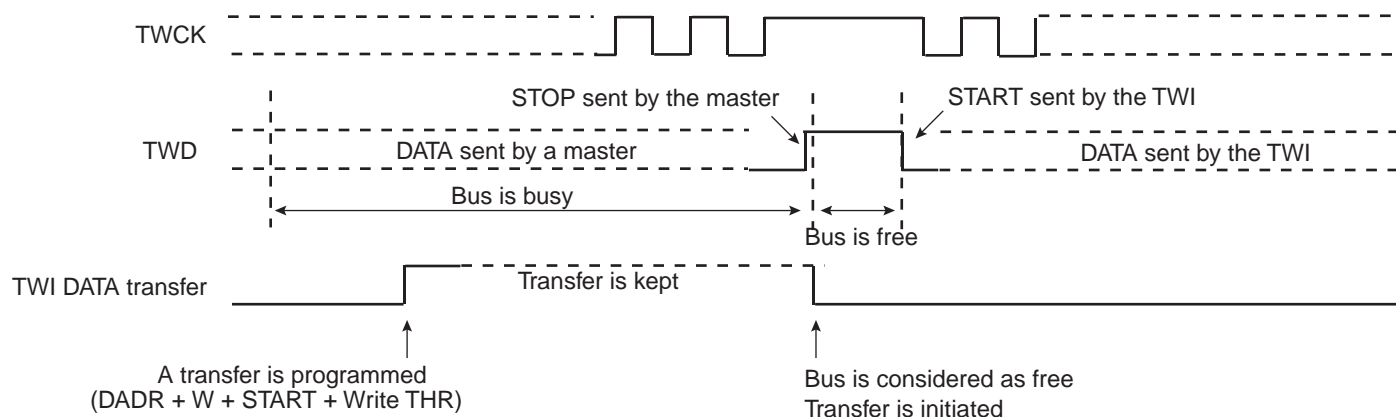 TWCK
STOP sent by the master
START sent by the TWI
TWD
DATA sent by a master
DATA sent by the TWI
Bus is busy
Bus is free
TWI DATA transfer
Transfer is kept
A transfer is programmed
(DADR + W + START + Write THR)
Bus is considered as free
Transfer is initiated